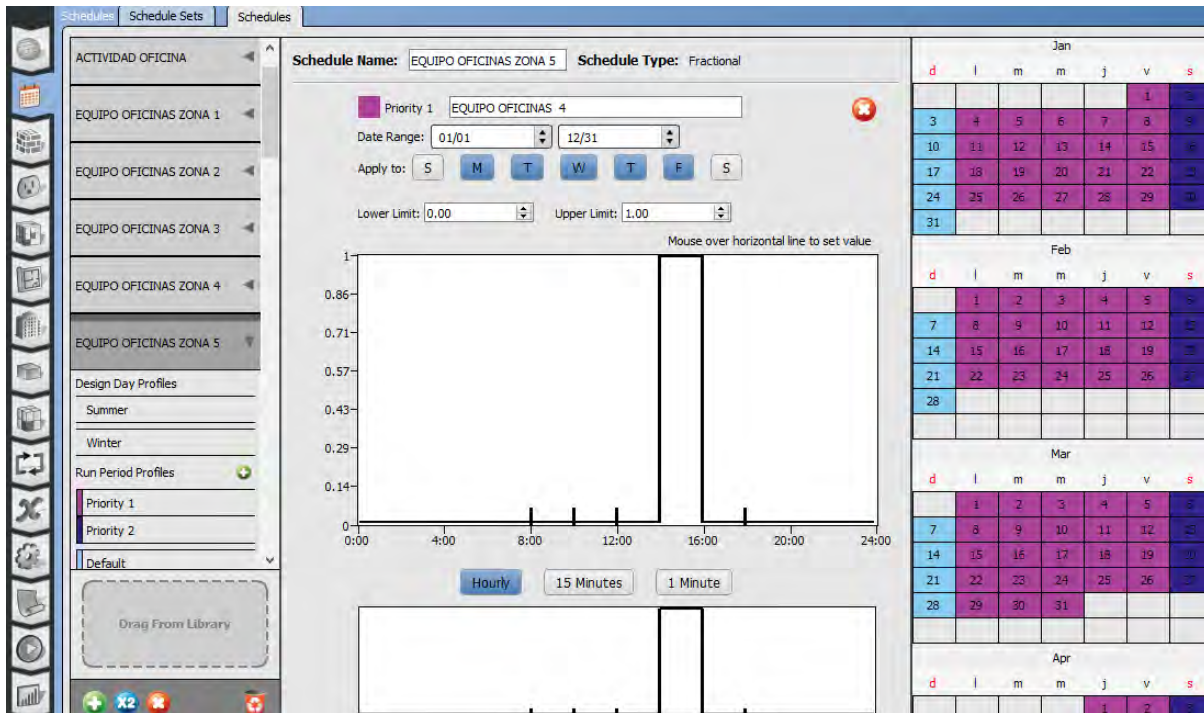 Schedules Schedule Sets Schedules
ACTIVIDAD OFICINA
EQUIPO OFICINAS ZONA 1
EQUIPO OFICINAS ZONA 2
EQUIPO OFICINAS ZONA 3
EQUIPO OFICINAS ZONA 4
EQUIPO OFICINAS ZONA 5
Design Day Profiles
Summer
Winter
Run Period Profiles
Priority 1
Priority 2
Default
Drag From Library
X2
Schedule Name: EQUIPO OFICINAS ZONA 5 Schedule Type: Fractional
Priority 1 EQUIPO OFICINAS 4
Date Range: 01/01 12/31
Apply to: S M T W T F S
Lower Limit: 0.00 Upper Limit: 1.00
Mouse over horizontal line to set value
1
0.86
0.71
0.57
0.43
0.29
0.14
0
0:00 4:00 8:00 12:00 16:00 20:00 24:00
Hourly 15 Minutes 1 Minute
Jan
d l m m j v s
1
3 4 5 6 7 8
10 11 12 13 14 15
17 18 19 20 21 22
24 25 26 27 28 29
31
Feb
d l m m j v s
1 2 3 4 5
7 8 9 10 11 12
14 15 16 17 18 19
21 22 23 24 25 26
28
Mar
d l m m j v s
1 2 3 4 5
7 8 9 10 11 12
14 15 16 17 18 19
21 22 23 24 25 26
28 29 30 31
Apr
d l m m j v s
1 2